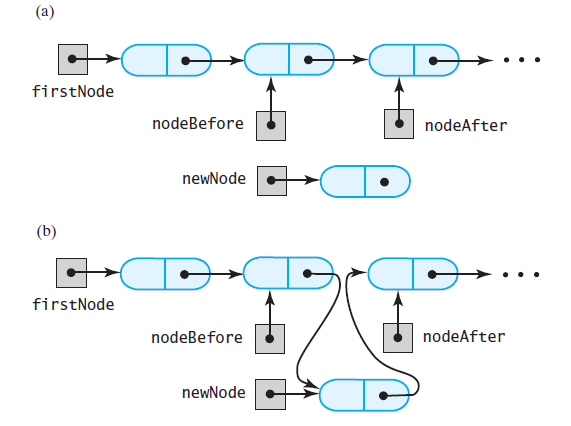 (a)
firstNode
nodeBefore
nodeAfter
newNode
(b)
firstNode
nodeBefore
nodeAfter
newNode